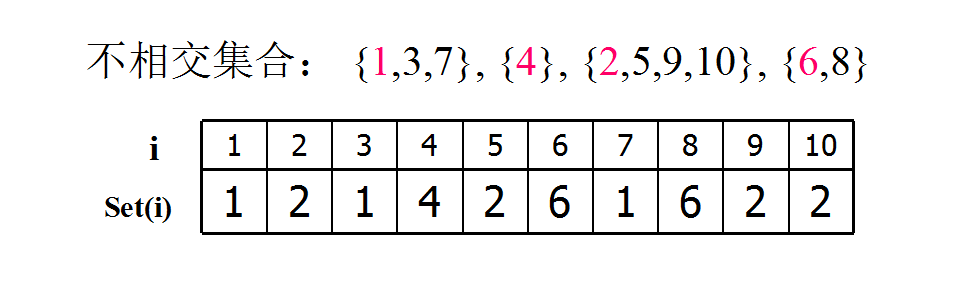 不相交集合： {1,3,7}, {4}, {2,5,9,10}, {6,8}
i 1 2 3 4 5 6 7 8 9 10
Set(i) 1 2 1 4 2 6 1 6 2 2